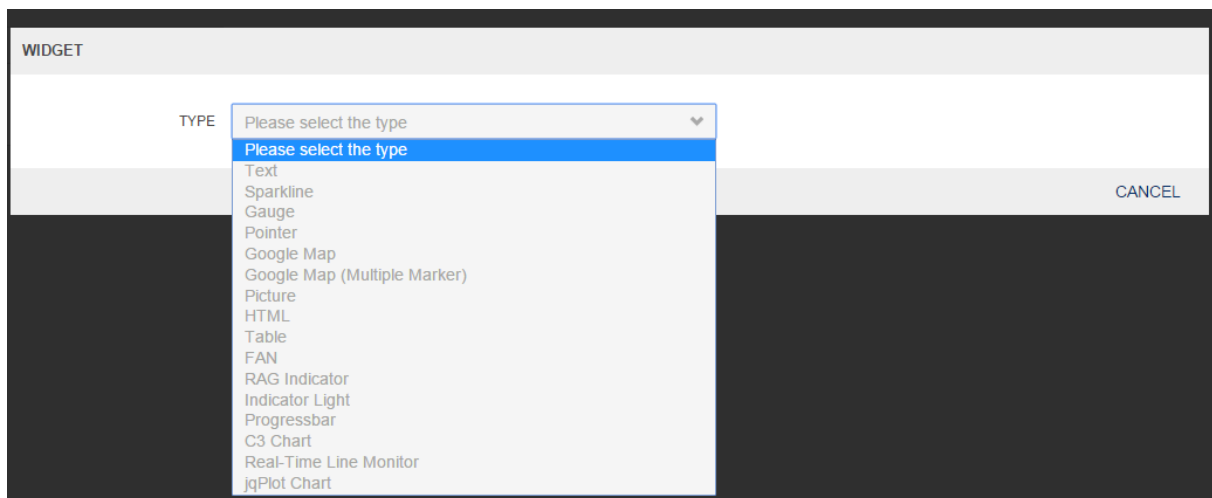 WIDGET
TYPE
Please select the type
Please select the type
Text
Sparkline
Gauge
Pointer
Google Map
Google Map (Multiple Marker)
Picture
HTML
Table
FAN
RAG Indicator
Indicator Light
Progressbar
C3 Chart
Real-Time Line Monitor
jqPlot Chart
CANCEL